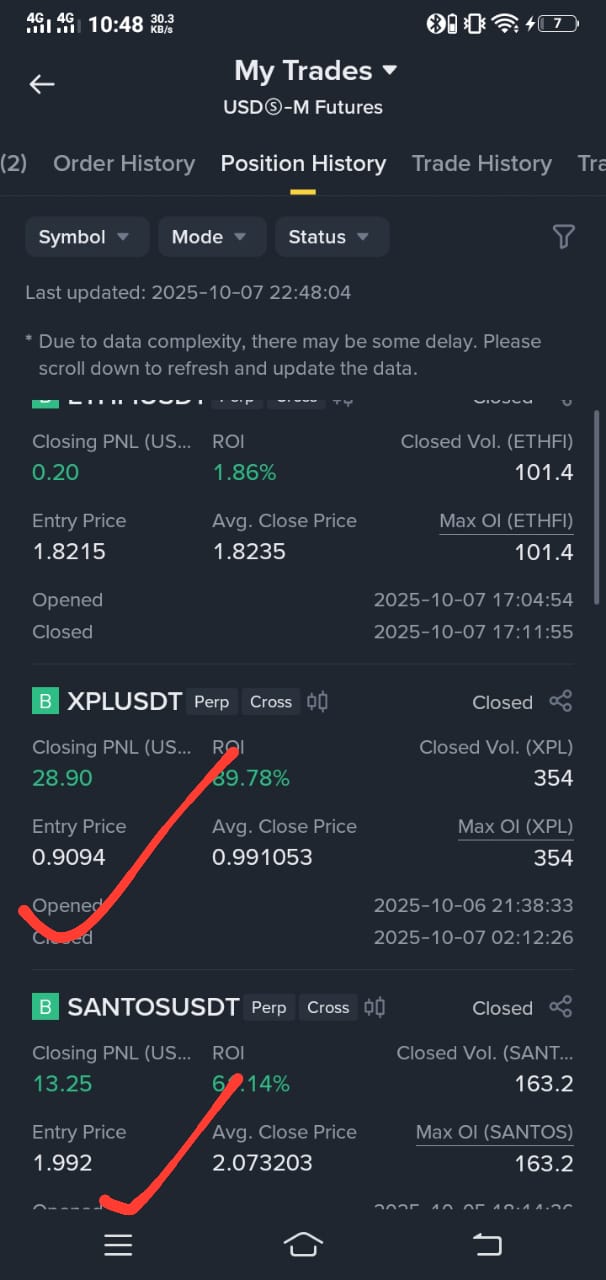 4G 4G 10:48 30.3 KB/s 7
My Trades
USDⓈ-M Futures
(2) Order History Position History Trade History Tra
Symbol Mode Status
Last updated: 2025-10-07 22:48:04
* Due to data complexity, there may be some delay. Please
scroll down to refresh and update the data.
Closing PNL (US... ROI Closed Vol. (ETHFI)
0.20 1.86% 101.4
Entry Price Avg. Close Price Max OI (ETHFI)
1.8215 1.8235 101.4
Opened 2025-10-07 17:04:54
Closed 2025-10-07 17:11:55
B XPLUSDT Perp Cross Closed
Closing PNL (US... ROI Closed Vol. (XPL)
28.90 89.78% 354
Entry Price Avg. Close Price Max OI (XPL)
0.9094 0.991053 354
Opened 2025-10-06 21:38:33
Closed 2025-10-07 02:12:26
B SANTOSUSDT Perp Cross Closed
Closing PNL (US... ROI Closed Vol. (SANT...
13.25 163.2
Entry Price Avg. Close Price Max OI (SANTOS)
1.992 2.073203 163.2
Opened